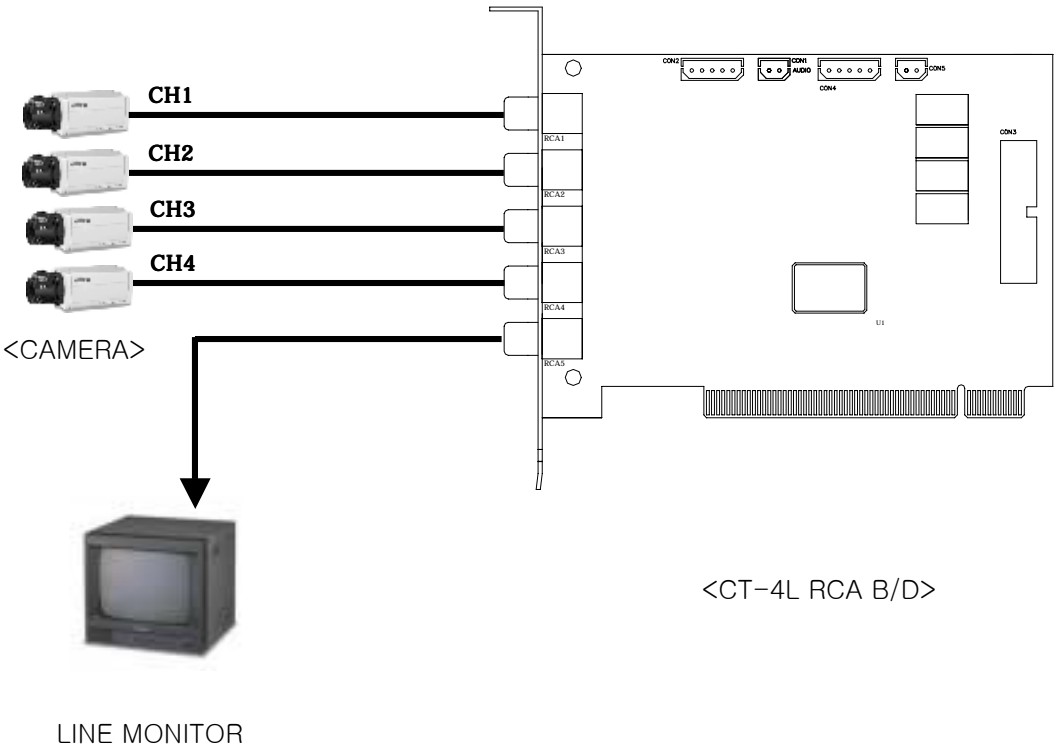 CON2
CON1
AUDIO
CON4
CON5
CON3
CH1
RCA1
CH2
RCA2
CH3
RCA3
CH4
RCA4
U1
<CAMERA>
RCA5
<CT-4L RCA B/D>
LINE MONITOR